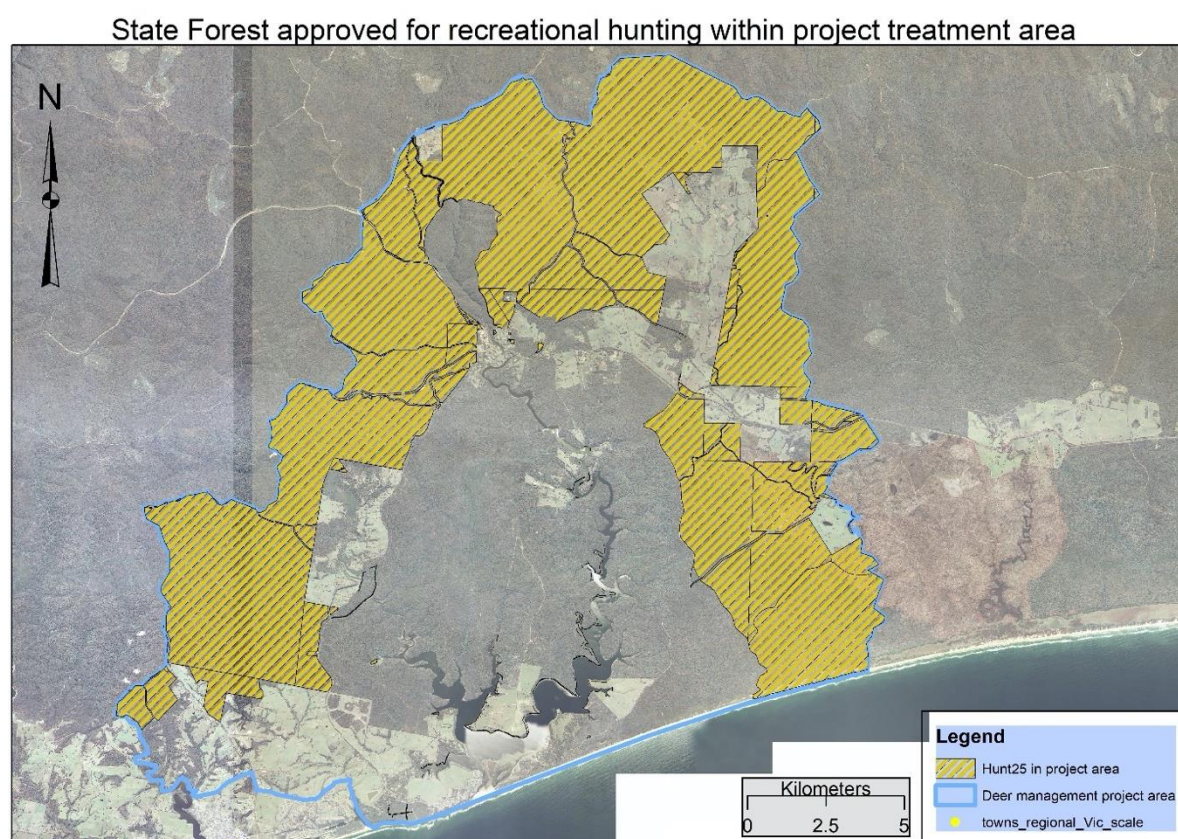 State Forest approved for recreational hunting within project treatment area
N
Legend
Hunt25 in project area
Deer management project area
towns_regional_Vic_scale
Kilometers
0 2.5 5